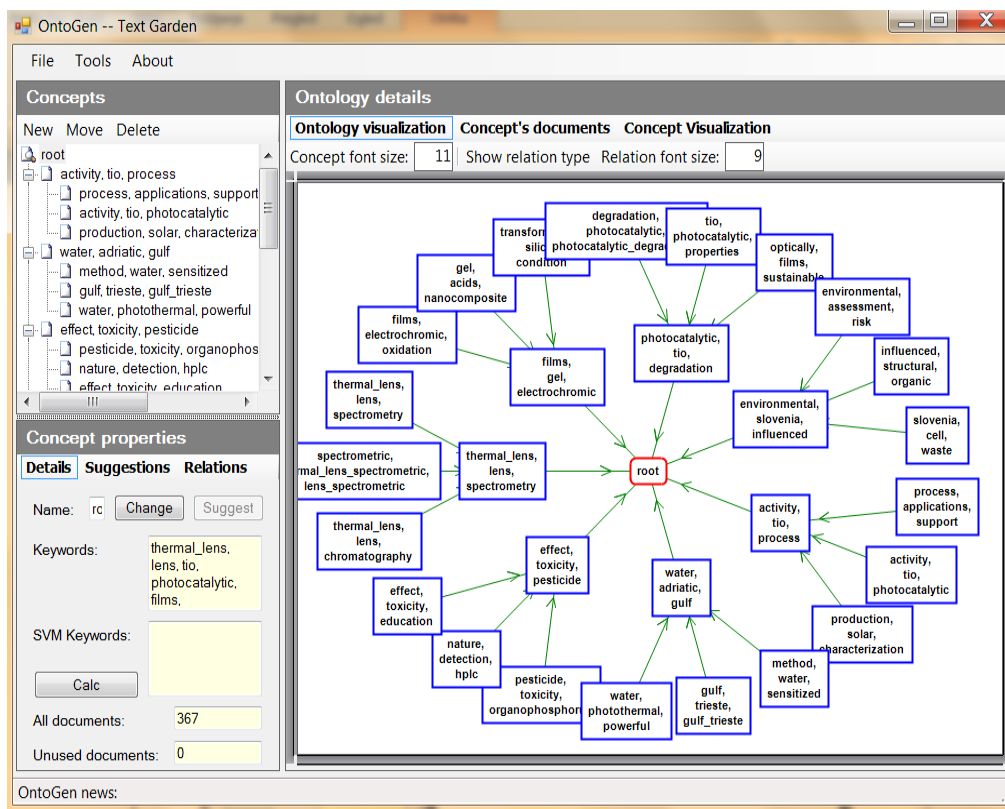 OntoGen -- Text Garden
File Tools About
Concepts
New Move Delete
root
activity, tio, process
process, applications, support
activity, tio, photocatalytic
production, solar, characteriza
water, adriatic, gulf
method, water, sensitized
gulf, trieste, gulf_trieste
water, photothermal, powerful
effect, toxicity, pesticide
pesticide, toxicity, organophos
nature, detection, hplc
effect toxicity education
Concept properties
Details Suggestions Relations
Name: rc Change Suggest
Keywords:
thermal_lens,
lens, tio,
photocatalytic,
films,
SVM Keywords:
Calc
All documents: 367
Unused documents: 0
Ontology details
Ontology visualization Concept's documents Concept Visualization
Concept font size: 11 Show relation type Relation font size: 9
degradation,
photocatalytic,
photocatalytic_degra
tio,
photocatalytic,
properties
transform
silic
condition
optically,
films,
sustainable
gel,
acids,
nanocomposite
environmental,
assessment,
risk
films,
electrochromic,
oxidation
photocatalytic,
tio,
degradation
films,
gel,
electrochromic
influenced,
structural,
organic
thermal_lens,
lens,
spectrometry
environmental,
slovenia,
influenced
slovenia,
cell,
waste
spectrometric,
rmal_lens_spectrometric,
lens_spectrometric
thermal_lens,
lens,
spectrometry
root
process,
applications,
support
activity,
tio,
process
thermal_lens,
lens,
chromatography
effect,
toxicity,
pesticide
water,
adriatic,
gulf
activity,
tio,
photocatalytic
effect,
toxicity,
education
production,
solar,
characterization
nature,
detection,
hplc
method,
water,
sensitized
pesticide,
toxicity,
organophosphoru
water,
photothermal,
powerful
gulf,
trieste,
gulf_trieste
OntoGen news: